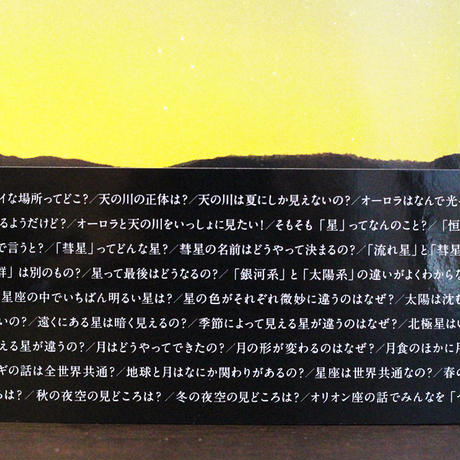 イな場所ってどこ?/天の川の正体は?/天の川は夏にしか見えないの?/オーロラはなんで光
るようだけど?/オーロラと天の川をいっしょに見たい!/そもそも「星」ってなんのこと?/「恒
で言うと?/「彗星」ってどんな星?/彗星の名前はどうやって決まるの?/「流れ星」と「彗星
群」は別のもの?/星って最後はどうなるの?/「銀河系」と「太陽系」の違いがよくわからな
星座の中でいちばん明るい星は?/星の色がそれぞれ微妙に違うのはなぜ?/太陽は沈む
いの?/遠くにある星は暗く見えるの?/季節によって見える星が違うのはなぜ?/北極星はい
える星が違うの?/月はどうやってできたの?/月の形が変わるのはなぜ?/月食のほかに月
ギの話は全世界共通?/地球と月はなにか関わりがあるの?/星座は世界共通なの?/春の
ろは?/秋の夜空の見どころは?/冬の夜空の見どころは?/オリオン座の話でみんなを「へ